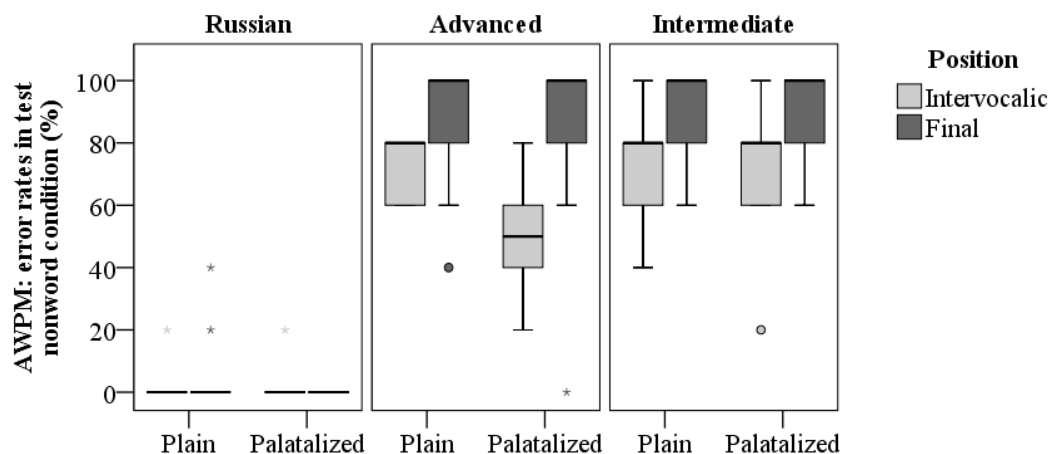 Russian Advanced Intermediate
AWPM: error rates in test
nonword condition (%)
100
80
60
40
20
0
Plain Palatalized Plain Palatalized Plain Palatalized
Position
Intervocalic
Final